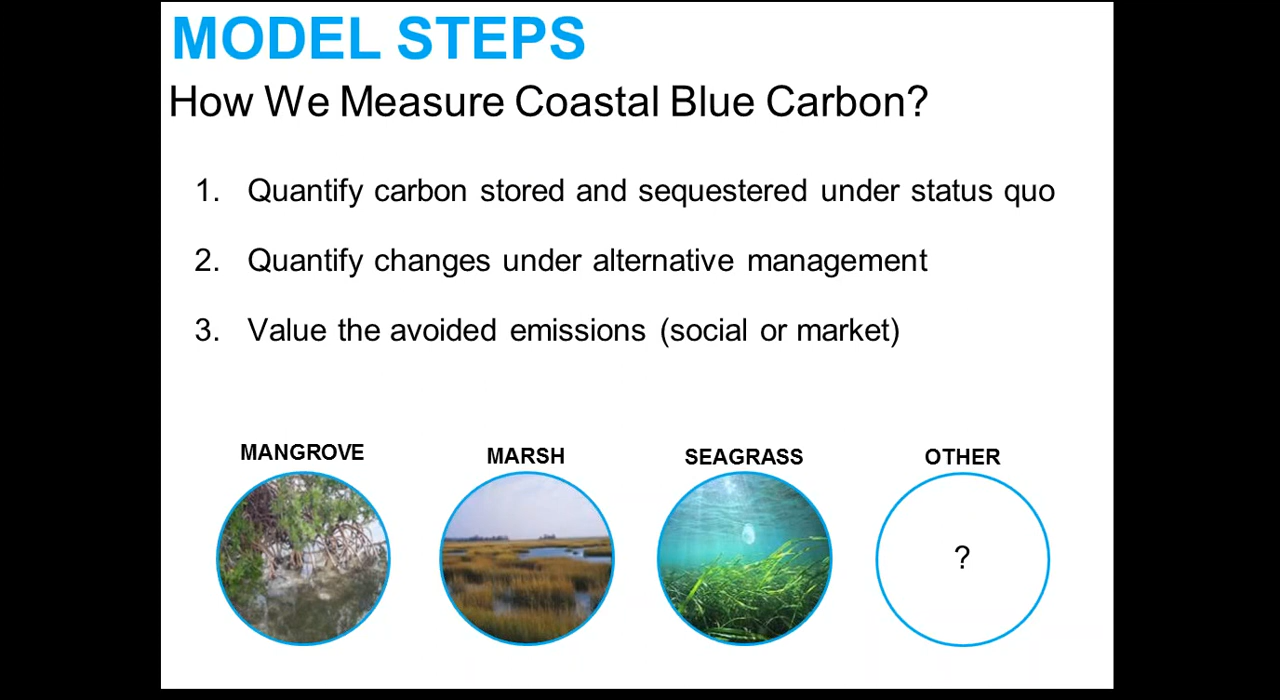 MODEL STEPS
How We Measure Coastal Blue Carbon?
1. Quantify carbon stored and sequestered under status quo
2. Quantify changes under alternative management
3. Value the avoided emissions (social or market)
MANGROVE
MARSH
SEAGRASS
OTHER
?